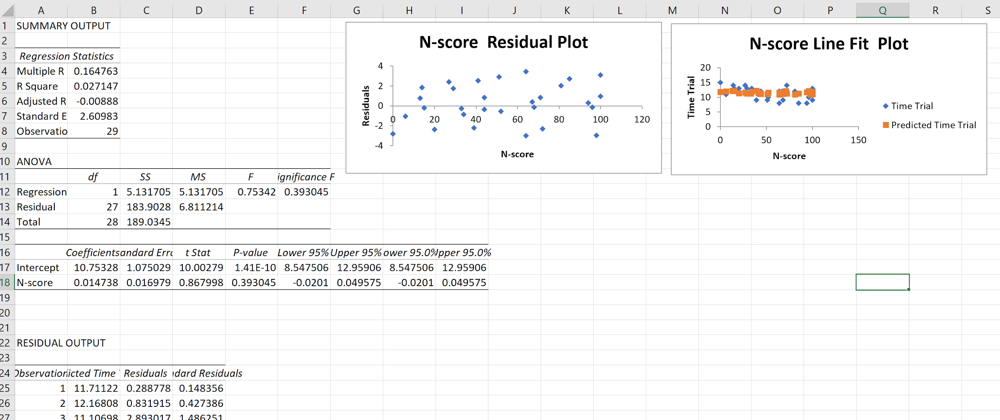 A B C D E F G H I J K L M N O P Q R S
1 SUMMARY OUTPUT
2
3 Regression Statistics
4 Multiple R 0.164763
5 R Square 0.027147
6 Adjusted R -0.00888
7 Standard E 2.60983
8 Observatio 29
9
10 ANOVA
11 df SS MS F ignificance F
12 Regression 1 5.131705 5.131705 0.75342 0.393045
13 Residual 27 183.9028 6.811214
14 Total 28 189.0345
15
16 Coefficients andard Erro t Stat P-value Lower 95% Upper 95% ower 95.0% Upper 95.0%
17 Intercept 10.75328 1.075029 10.00279 1.41E-10 8.547506 12.95906 8.547506 12.95906
18 N-score 0.014738 0.016979 0.867998 0.393045 -0.0201 0.049575 -0.0201 0.049575
19
20
21
22 RESIDUAL OUTPUT
23
24 Observation icted Time Residuals ndard Residuals
25 1 11.71122 0.288778 0.148356
26 2 12.16808 0.831915 0.427386
27 3 11.10698 2.893017 1.486251
N-score Residual Plot
4
2
0
-2
-4
Residuals
0 20 40 60 80 100 120
N-score
N-score Line Fit Plot
20
15
10
5
0
Time Trial
0 50 100 150
N-score
Time Trial
Predicted Time Trial